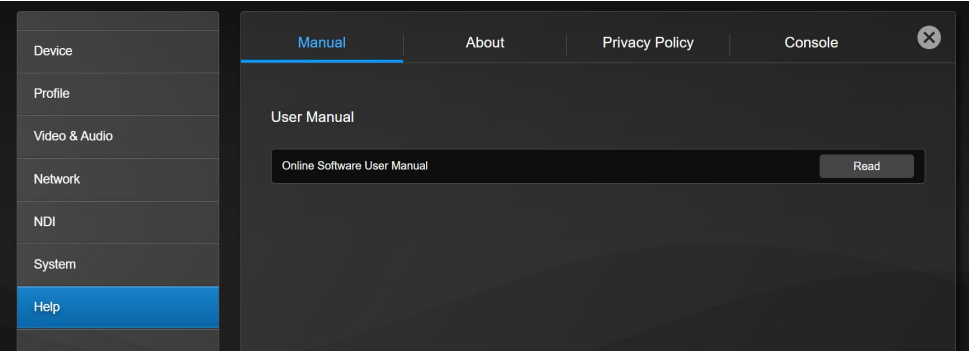 Device
Profile
Video & Audio
Network
NDI
System
Help
Manual
About
Privacy Policy
Console
User Manual
Online Software User Manual
Read